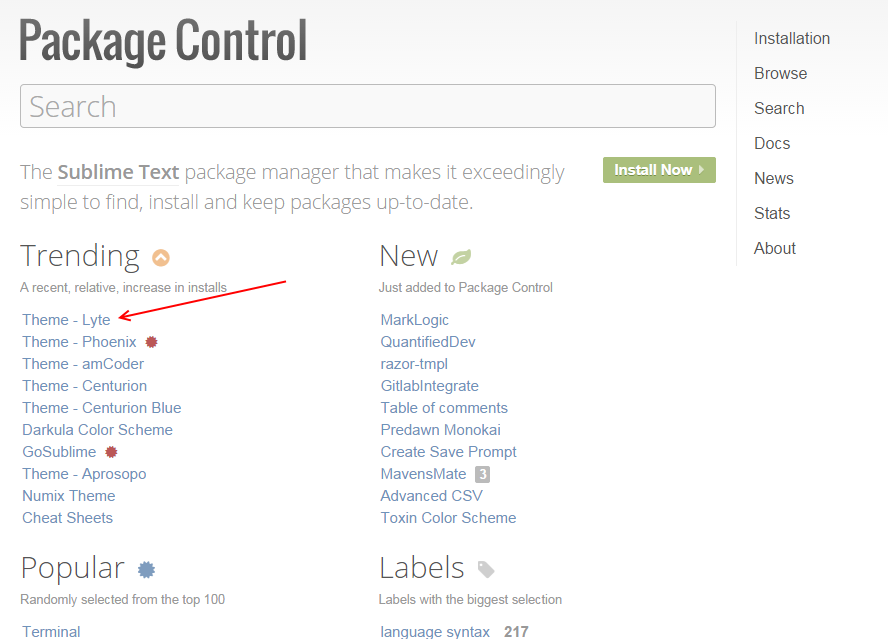 Package Control
Search
The Sublime Text package manager that makes it exceedingly
simple to find, install and keep packages up-to-date.
Install Now
Installation
Browse
Search
Docs
News
Stats
About
Trending
A recent, relative, increase in installs
Theme - Lyte
Theme - Phoenix
Theme - amCoder
Theme - Centurion
Theme - Centurion Blue
Darkula Color Scheme
GoSublime
Theme - Aprosopo
Numix Theme
Cheat Sheets
New
Just added to Package Control
MarkLogic
QuantifiedDev
razor-tmpl
GitlabIntegrate
Table of comments
Predawn Monokai
Create Save Prompt
MavensMate 3
Advanced CSV
Toxin Color Scheme
Popular
Randomly selected from the top 100
Terminal
Labels
Labels with the biggest selection
language syntax 217